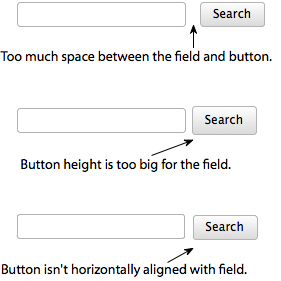 Search
Too much space between the field and button.
Search
Button height is too big for the field.
Search
Button isn't horizontally aligned with field.